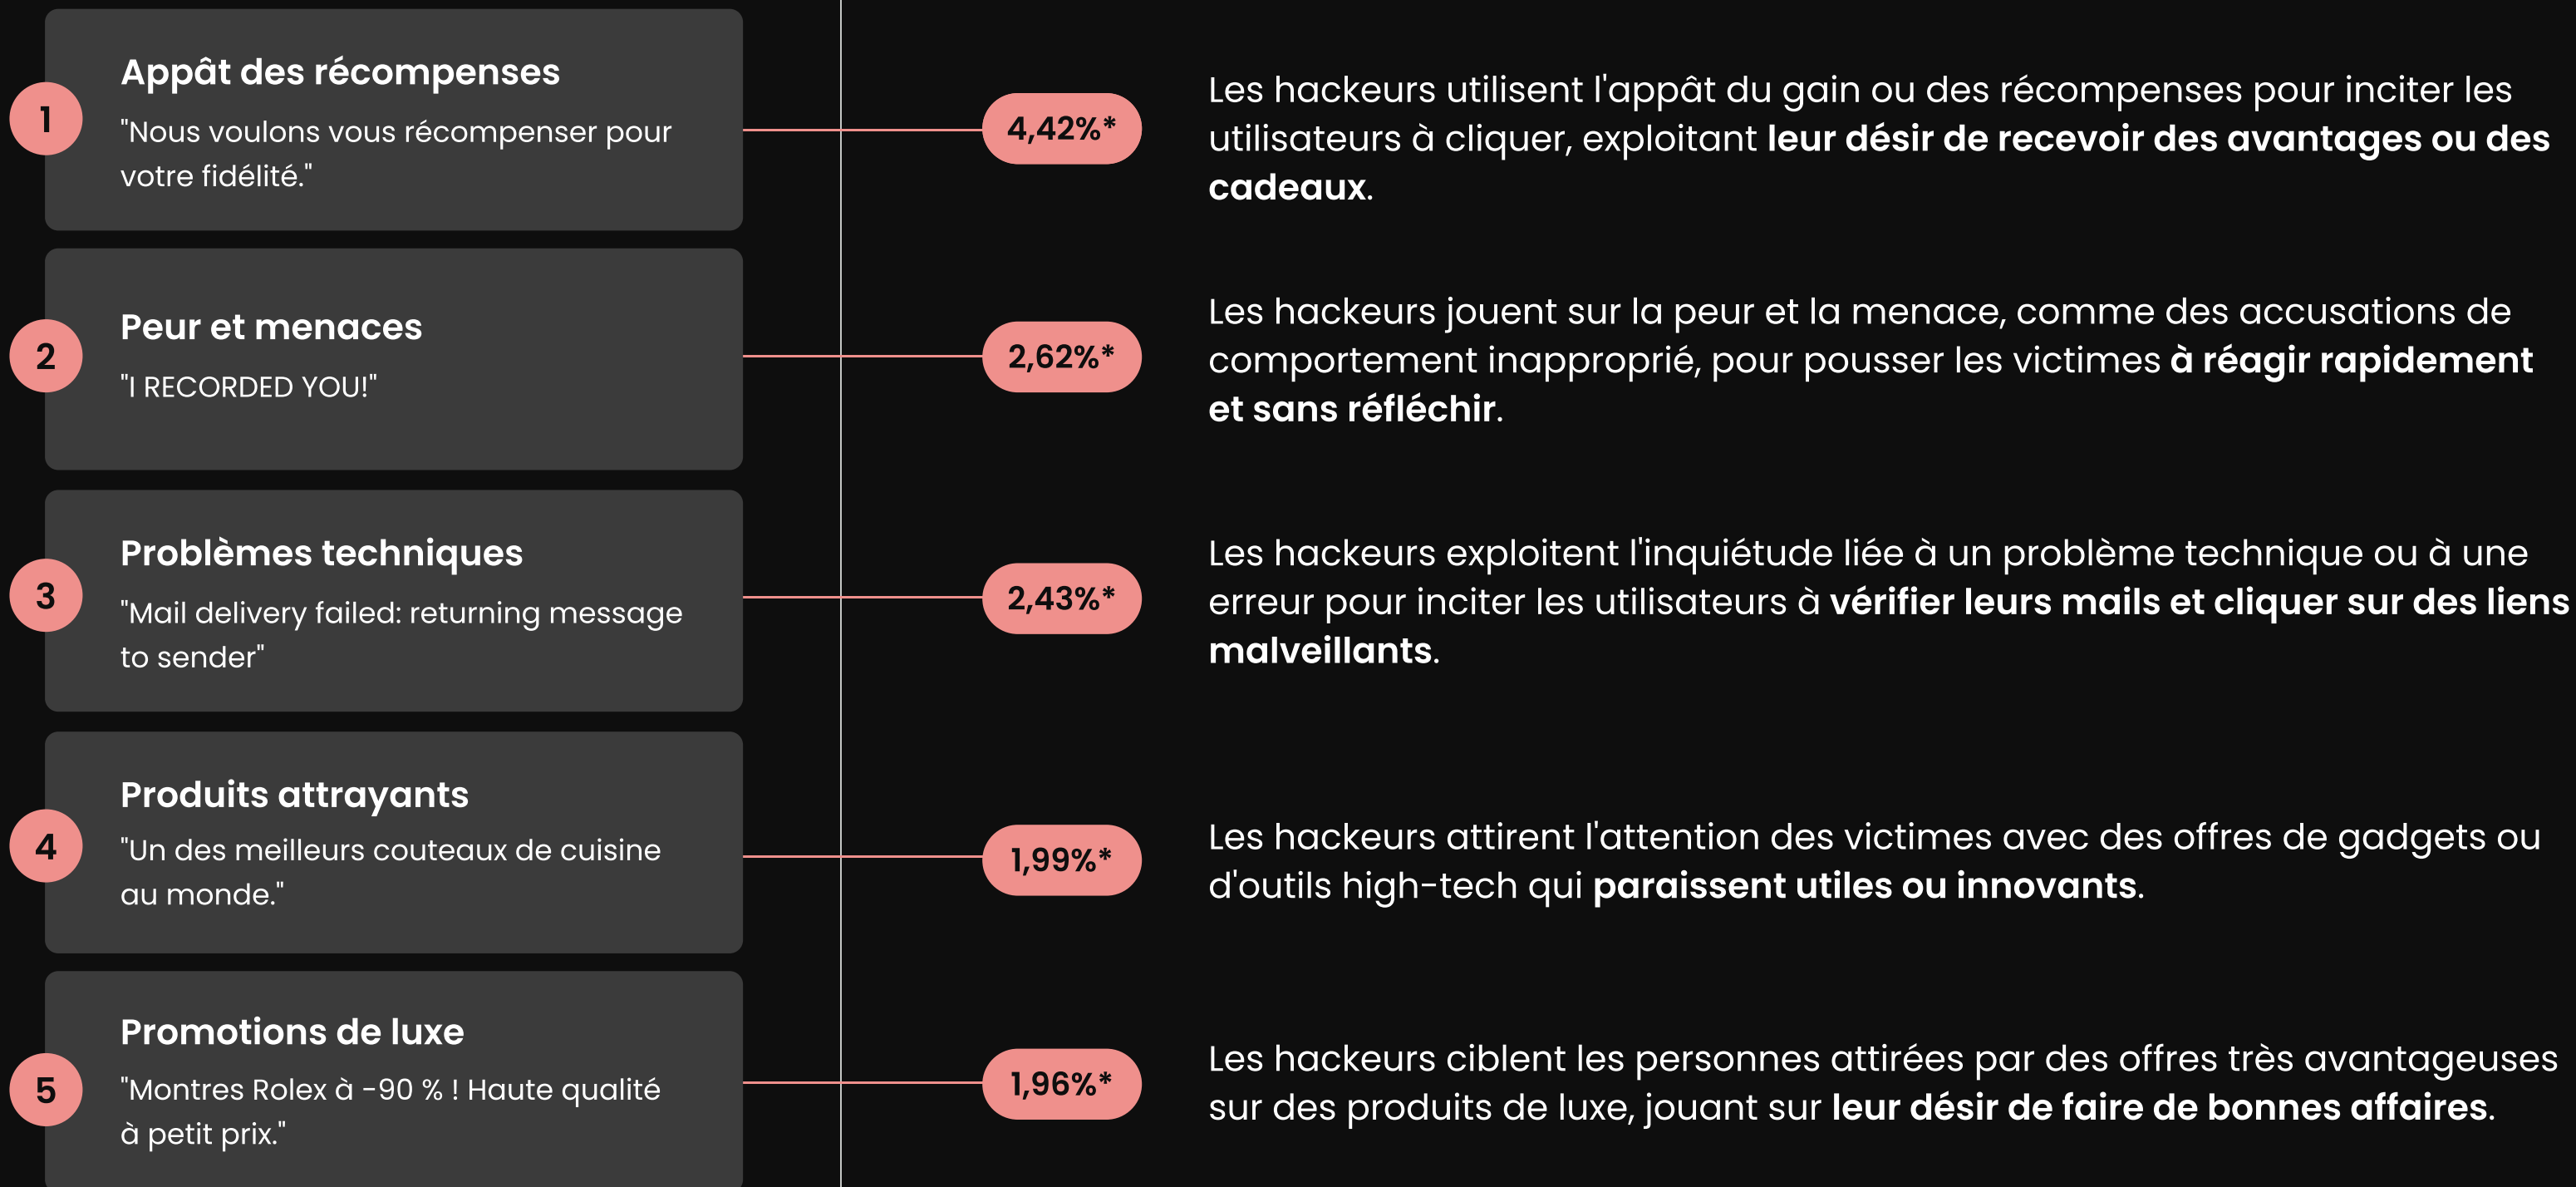 1
Appât des récompenses
"Nous voulons vous récompenser pour
votre fidélité."
4,42%*
Les hackeurs utilisent l'appât du gain ou des récompenses pour inciter les
utilisateurs à cliquer, exploitant leur désir de recevoir des avantages ou des
cadeaux.
2
Peur et menaces
"I RECORDED YOU!"
2,62%*
Les hackeurs jouent sur la peur et la menace, comme des accusations de
comportement inapproprié, pour pousser les victimes à réagir rapidement
et sans réfléchir.
3
Problèmes techniques
"Mail delivery failed: returning message
to sender"
2,43%*
Les hackeurs exploitent l'inquiétude liée à un problème technique ou à une
erreur pour inciter les utilisateurs à vérifier leurs mails et cliquer sur des liens
malveillants.
4
Produits attrayants
"Un des meilleurs couteaux de cuisine
au monde."
1,99%*
Les hackeurs attirent l'attention des victimes avec des offres de gadgets ou
d'outils high-tech qui paraissent utiles ou innovants.
5
Promotions de luxe
"Montres Rolex à -90 % ! Haute qualité
à petit prix."
1,96%*
Les hackeurs ciblent les personnes attirées par des offres très avantageuses
sur des produits de luxe, jouant sur leur désir de faire de bonnes affaires.